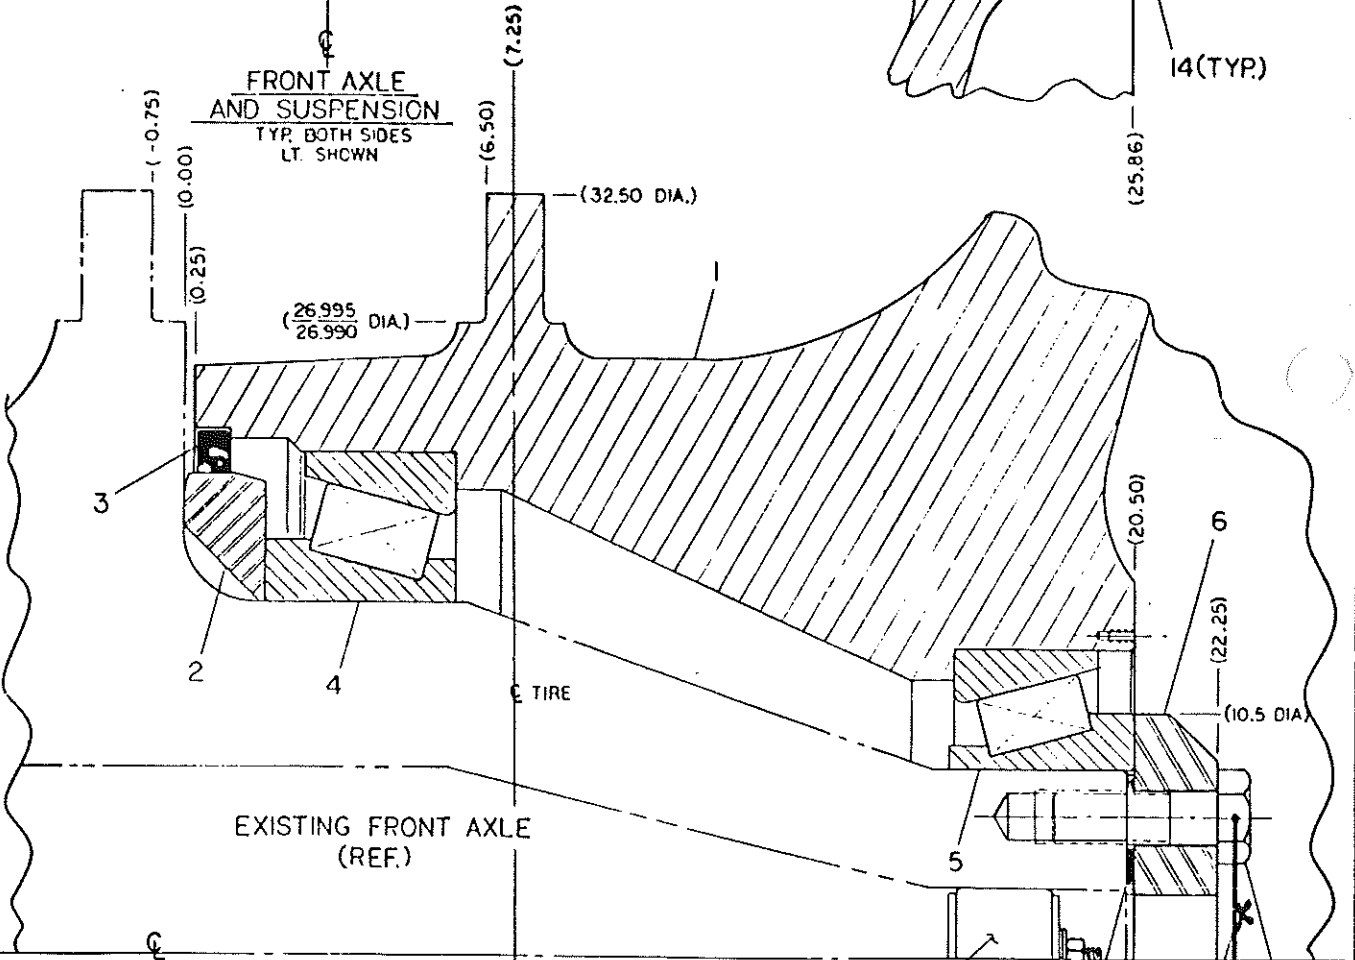 ℄
FRONT AXLE
AND SUSPENSION
TYP. BOTH SIDES
LT. SHOWN
(7.25)
14(TYP.)
(-0.75)
(0.00)
(0.25)
(6.50)
(32.50 DIA.)
(25.86)
1
(26.995
26.990 DIA.)
3
(20.50)
6
2
4
(22.25)
℄ TIRE
(10.5 DIA)
EXISTING FRONT AXLE
(REF.)
5
℄